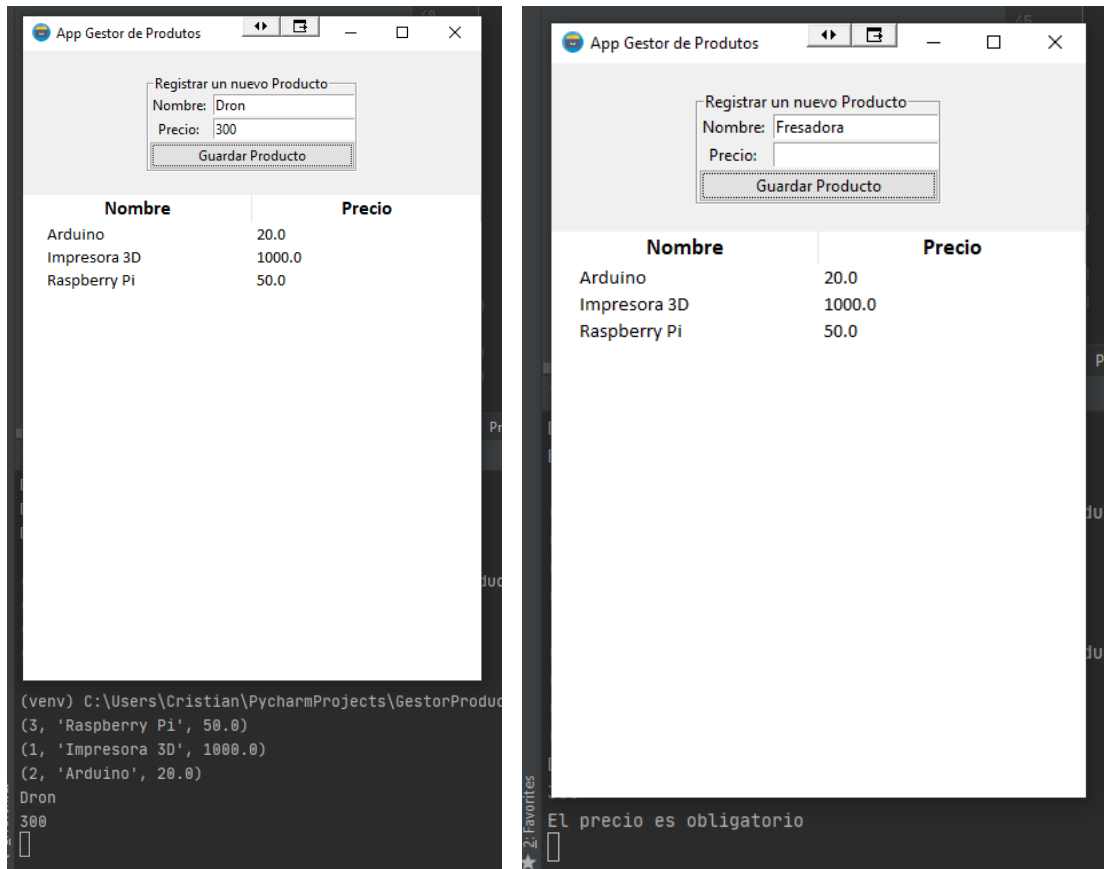 App Gestor de Produtos
Registrar un nuevo Producto
Nombre: Dron
Precio: 300
Guardar Producto
Nombre Precio
Arduino 20.0
Impresora 3D 1000.0
Raspberry Pi 50.0
(venv) C:\Users\Cristian\PycharmProjects\GestorProduc
(3, 'Raspberry Pi', 50.0)
(1, 'Impresora 3D', 1000.0)
(2, 'Arduino', 20.0)
Dron
300
App Gestor de Produtos
Registrar un nuevo Producto
Nombre: Fresadora
Precio:
Guardar Producto
Nombre Precio
Arduino 20.0
Impresora 3D 1000.0
Raspberry Pi 50.0
2: Favorites
El precio es obligatorio